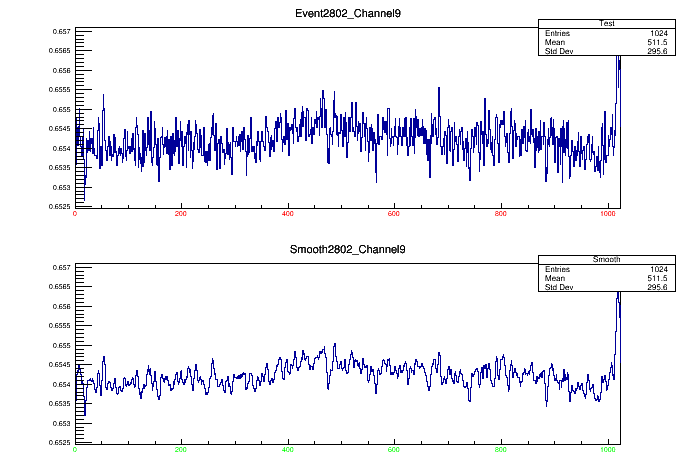 Event2802_Channel9
Test
Entries 1024
Mean 511.5
Std Dev 295.6
0.657
0.6565
0.656
0.6555
0.655
0.6545
0.654
0.6535
0.653
0.6525
0 200 400 600 800 1000
Smooth2802_Channel9
Smooth
Entries 1024
Mean 511.5
Std Dev 295.6
0.657
0.6565
0.656
0.6555
0.655
0.6545
0.654
0.6535
0.653
0.6525
0 200 400 600 800 1000